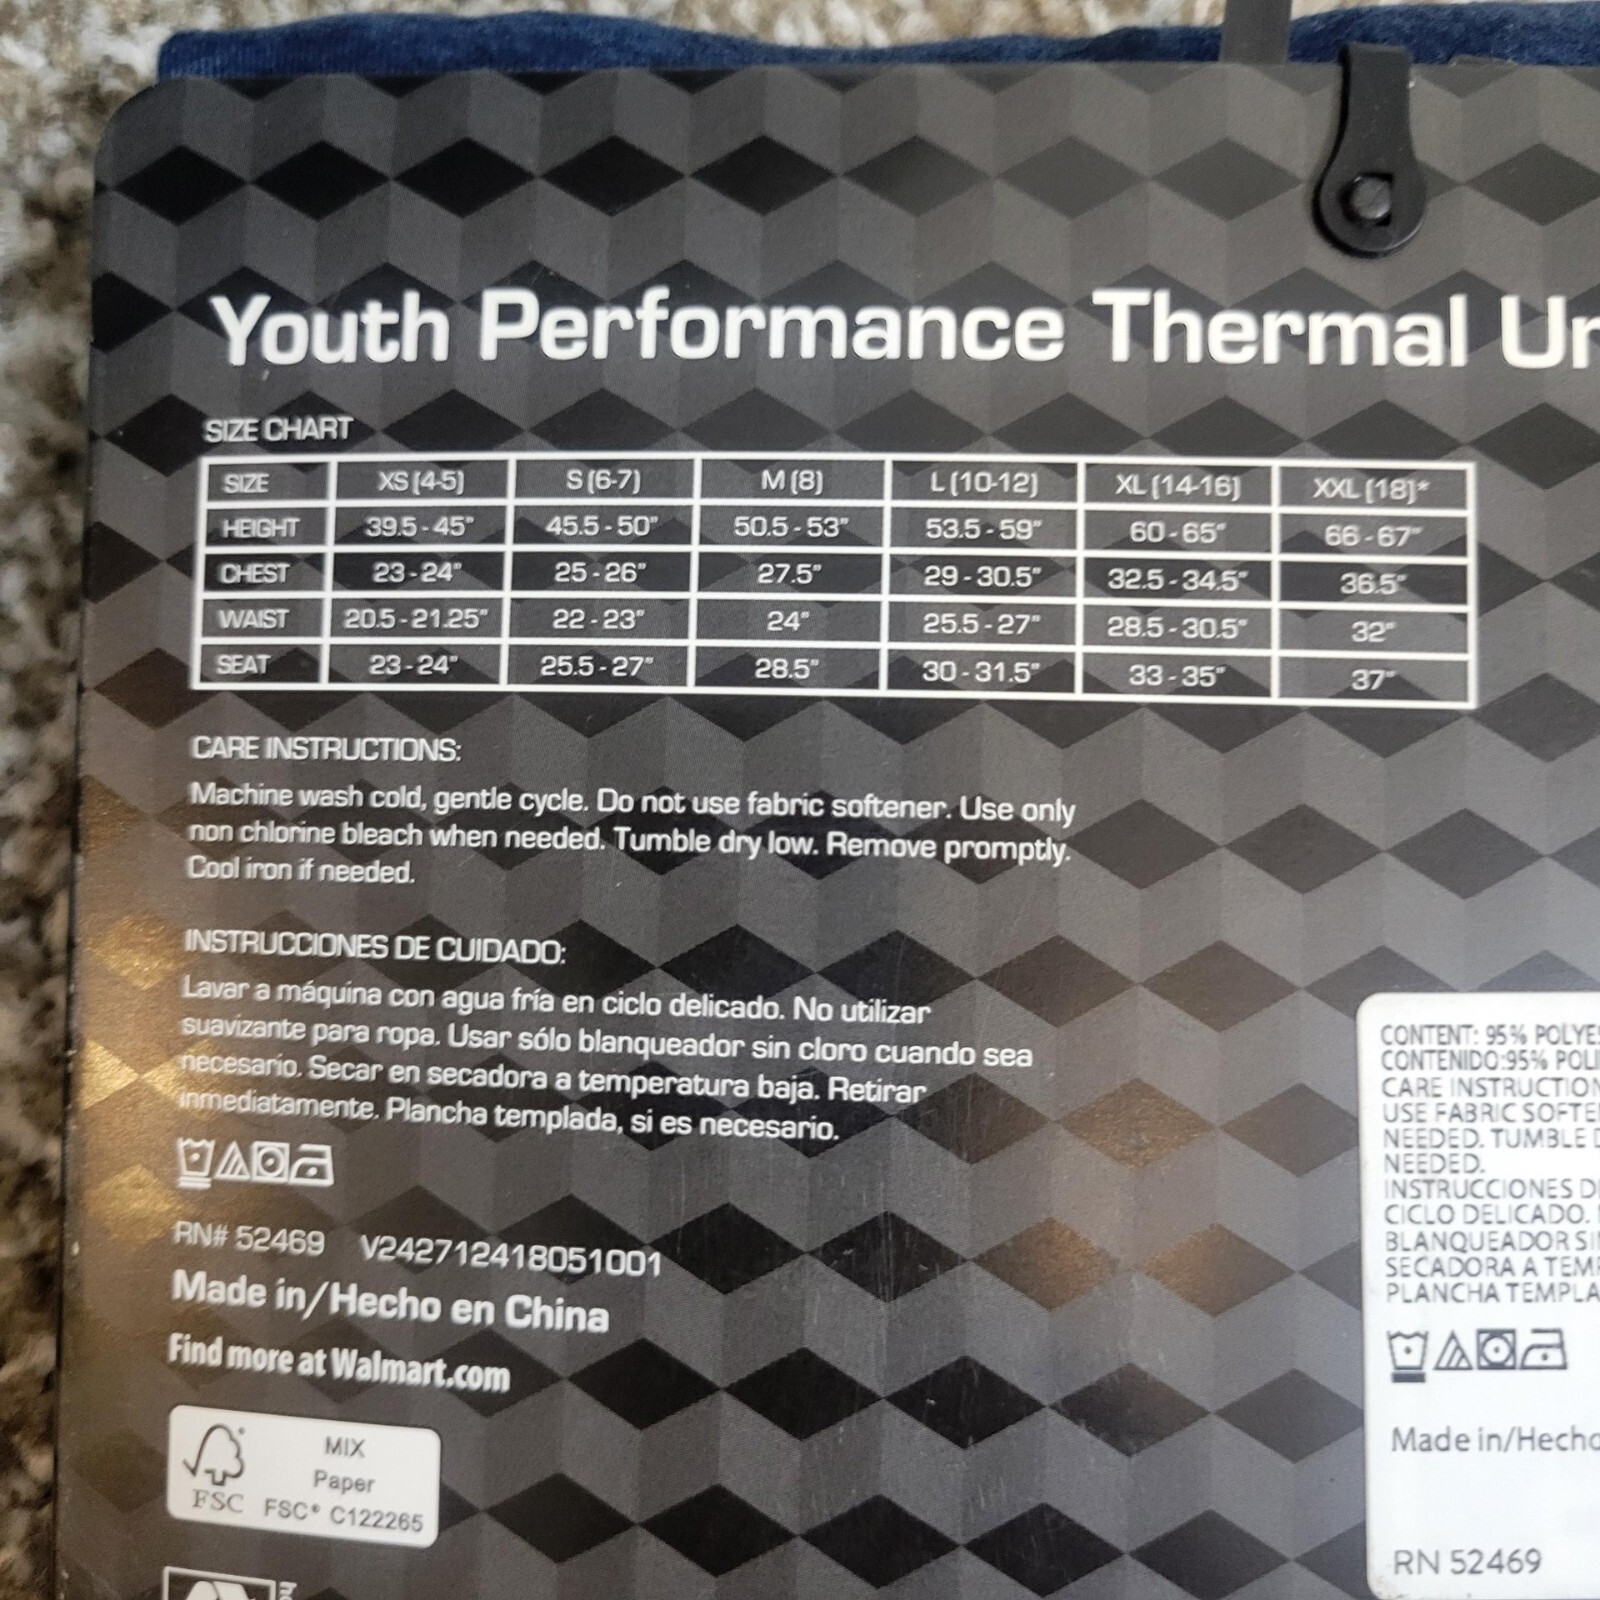 Youth Performance Thermal Un
SIZE CHART
SIZE XS (4-5) S (6-7) M (8) L (10-12) XL (14-16) XXL (18)*
HEIGHT 39.5 - 45" 45.5 - 50" 50.5 - 53" 53.5 - 59" 60 - 65" 66 - 67"
CHEST 23 - 24" 25 - 26" 27.5" 29 - 30.5" 32.5 - 34.5" 36.5"
WAIST 20.5 - 21.25" 22 - 23" 24" 25.5 - 27" 28.5 - 30.5" 32"
SEAT 23 - 24" 25.5 - 27" 28.5" 30 - 31.5" 33 - 35" 37"
CARE INSTRUCTIONS:
Machine wash cold, gentle cycle. Do not use fabric softener. Use only
non chlorine bleach when needed. Tumble dry low. Remove promptly.
Cool iron if needed.
INSTRUCCIONES DE CUIDADO:
Lavar a máquina con agua fría en ciclo delicado. No utilizar
suavizante para ropa. Usar sólo blanqueador sin cloro cuando sea
necesario. Secar en secadora a temperatura baja. Retirar
inmediatamente. Plancha templada, si es necesario.
RN# 52469 V242712418051001
Made in/Hecho en China
Find more at Walmart.com
FSC
MIX
Paper
FSC® C122265
CONTENT: 95% POLYES
CONTENIDO:95% POLI
CARE INSTRUCTION
USE FABRIC SOFTE
NEEDED. TUMBLE D
NEEDED.
INSTRUCCIONES D
CICLO DELICADO.
BLANQUEADOR SI
SECADORA A TEMP
PLANCHA TEMPLA
Made in/Hecho
RN 52469